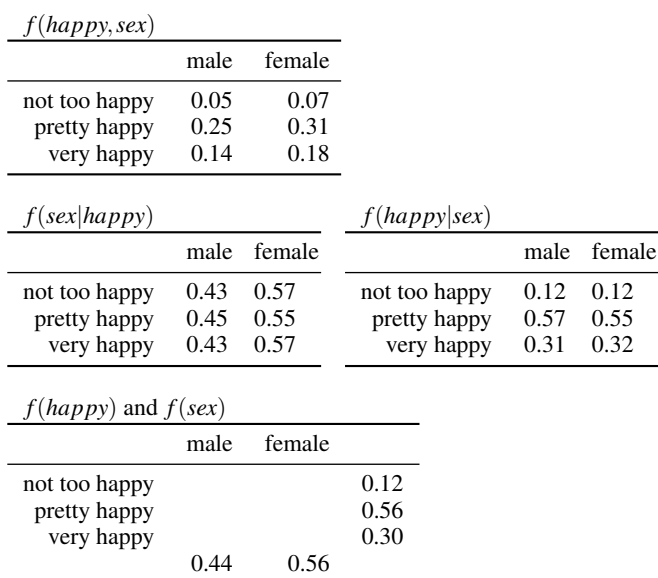 f(happy,sex)
male female
not too happy 0.05 0.07
pretty happy 0.25 0.31
very happy 0.14 0.18
f(sex|happy)
male female
not too happy 0.43 0.57
pretty happy 0.45 0.55
very happy 0.43 0.57
f(happy|sex)
male female
not too happy 0.12 0.12
pretty happy 0.57 0.55
very happy 0.31 0.32
f(happy) and f(sex)
male female
not too happy 0.12
pretty happy 0.56
very happy 0.30
0.44 0.56